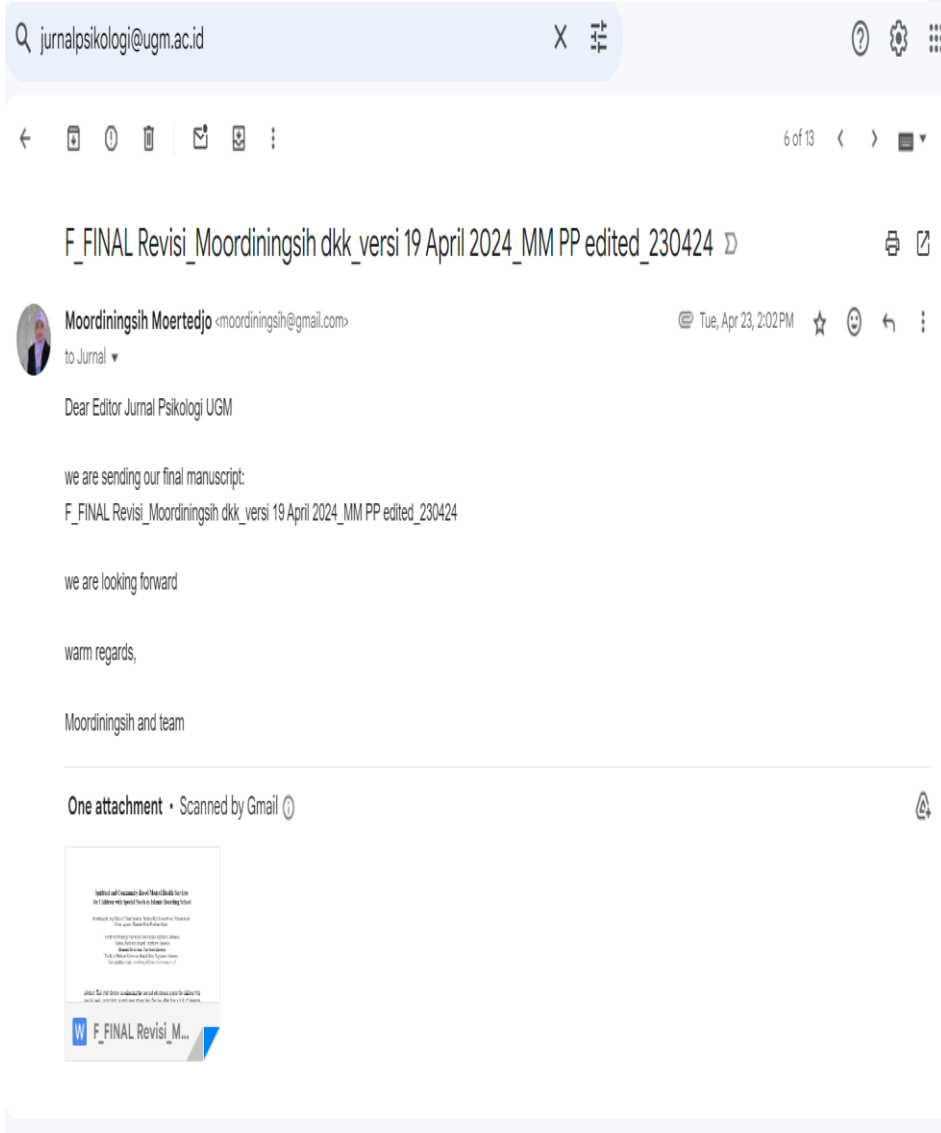 jurnalpsikologi@ugm.ac.id
6 of 13
F_FINAL Revisi_Moordiningsih dkk_versi 19 April 2024_MM PP edited_230424
Moordiningsih Moertedjo <moordiningsih@gmail.com>
Tue, Apr 23, 2:02 PM
to Jurnal
Dear Editor Jurnal Psikologi UGM
we are sending our final manuscript:
F_FINAL Revisi_Moordiningsih dkk_versi 19 April 2024_MM PP edited_230424
we are looking forward
warm regards,
Moordiningsih and team
One attachment • Scanned by Gmail
Spiritual and Community-Based Mental Health Services
for Children with Special Needs in Islamic Boarding School
W F_FINAL Revisi_M...